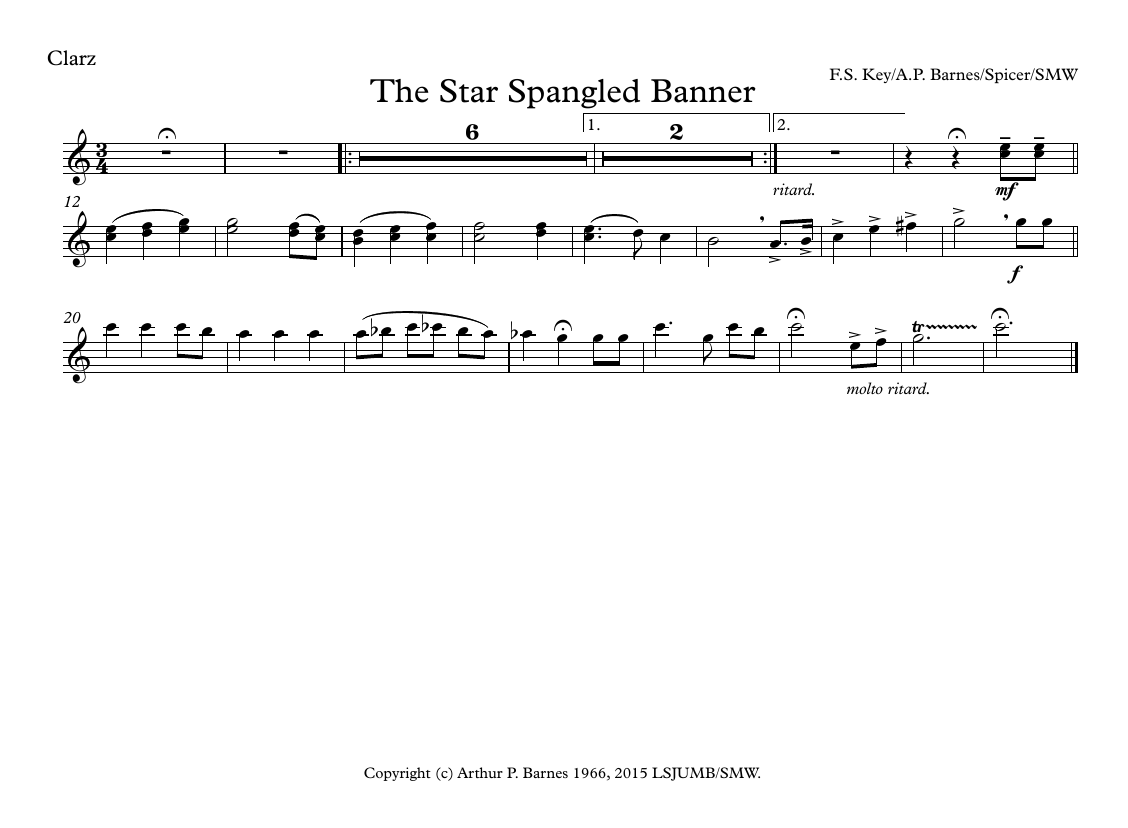 Clarz
F.S. Key/A.P. Barnes/Spicer/SMW
The Star Spangled Banner
6
1.
2
2.
3
4
ritard.
mf
12
f
20
tr
molto ritard.
Copyright (c) Arthur P. Barnes 1966, 2015 LSJUMB/SMW.